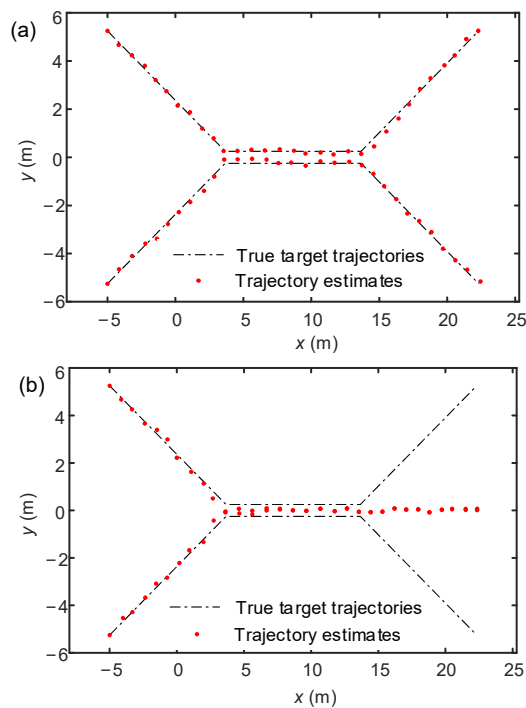 (a)
6
4
2
0
−2
−4
−6
y (m)
True target trajectories
Trajectory estimates
−5 0 5 10 15 20 25
x (m)
(b)
6
4
2
0
−2
−4
−6
y (m)
True target trajectories
Trajectory estimates
−5 0 5 10 15 20 25
x (m)